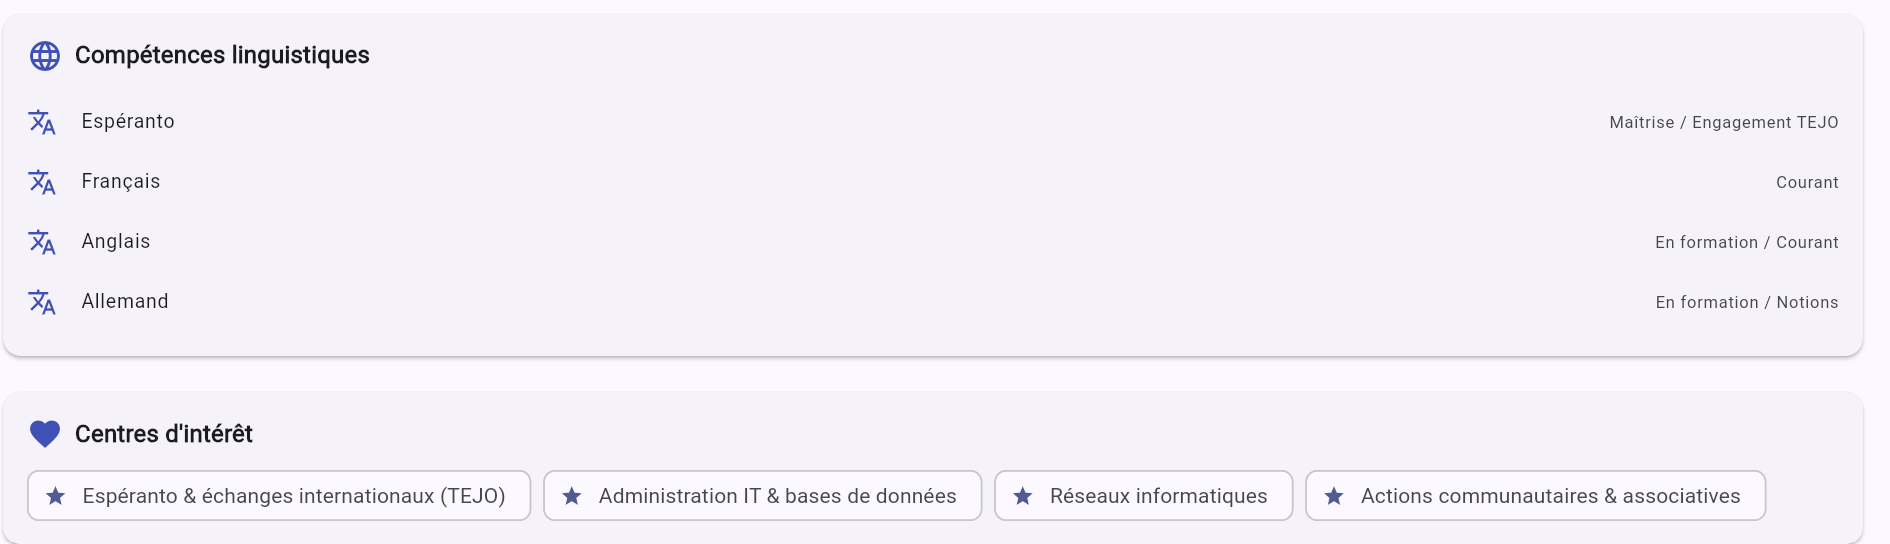 Compétences linguistiques
Espéranto Maîtrise / Engagement TEJO
Français Courant
Anglais En formation / Courant
Allemand En formation / Notions
Centres d'intérêt
Espéranto & échanges internationaux (TEJO) Administration IT & bases de données Réseaux informatiques Actions communautaires & associatives